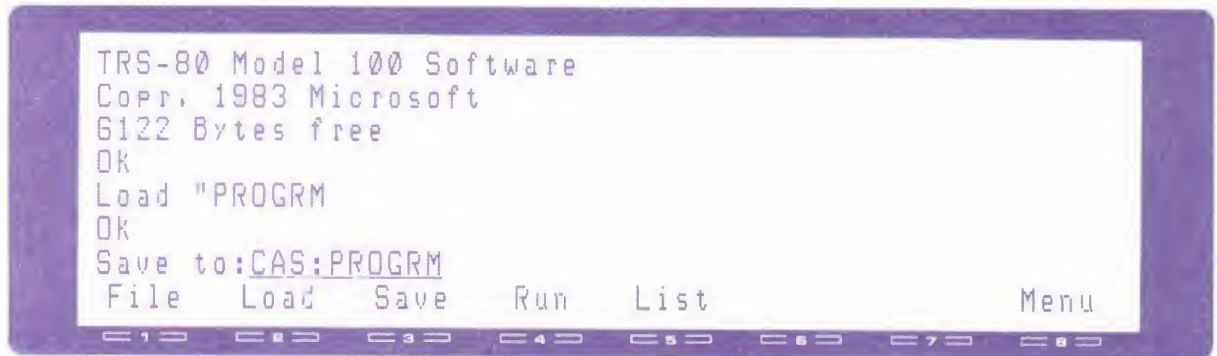 TRS-80 Model 100 Software
Copr. 1983 Microsoft
6122 Bytes free
Ok
Load "PROGRM
Ok
Save to:CAS:PROGRM
File Load Save Run List Menu
1 2 3 4 5 6 7 8